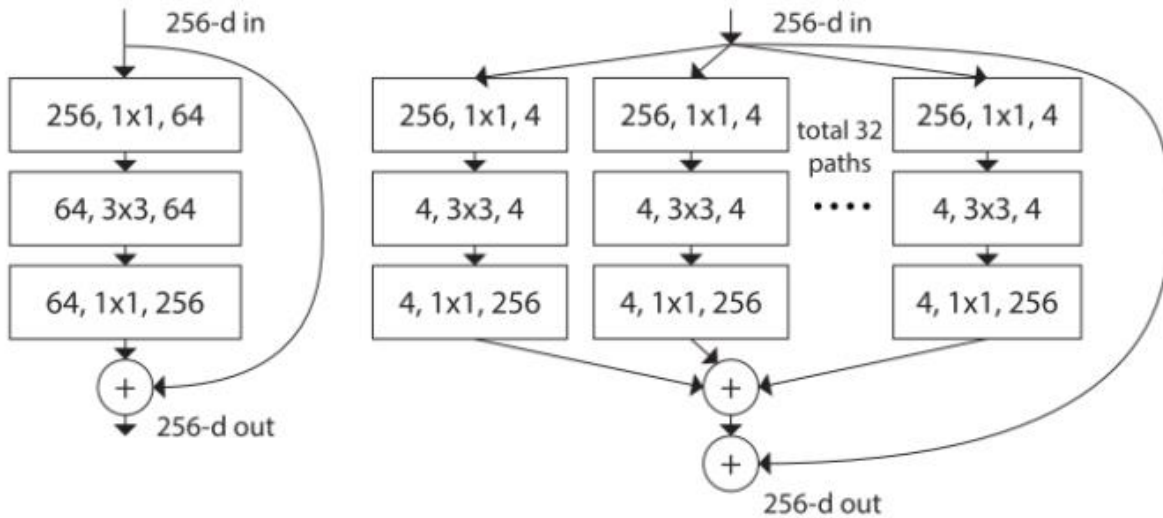 256-d in
256, 1x1, 64
64, 3x3, 64
64, 1x1, 256
+
256-d out
256-d in
256, 1x1, 4
256, 1x1, 4
total 32
paths
256, 1x1, 4
4, 3x3, 4
4, 3x3, 4
....
4, 3x3, 4
4, 1x1, 256
4, 1x1, 256
4, 1x1, 256
+
+
256-d out